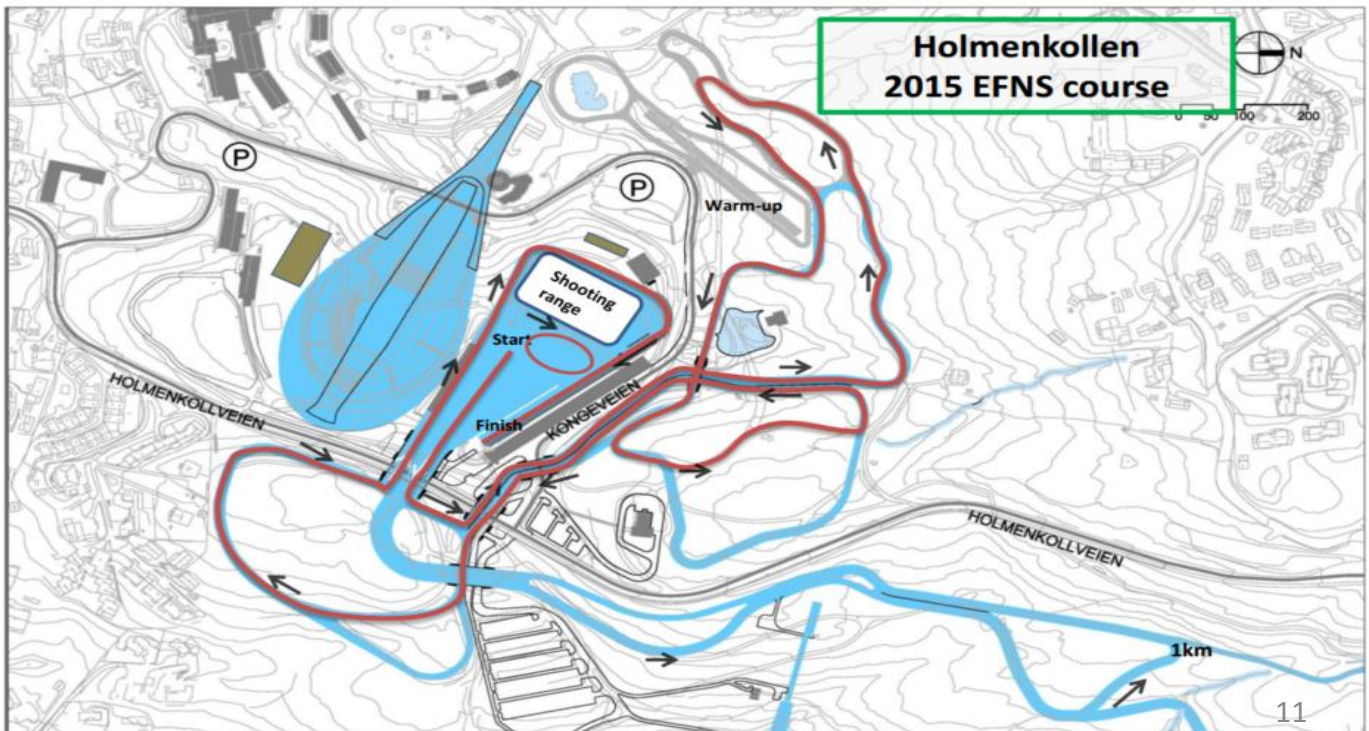 Holmenkollen
2015 EFNS course
N
0 50 100 200
P
P
Warm-up
Shooting
range
Start
HOLMENKOLLVEIEN
KONGEVEIEN
Finish
HOLMENKOLLVEIEN
1km
11